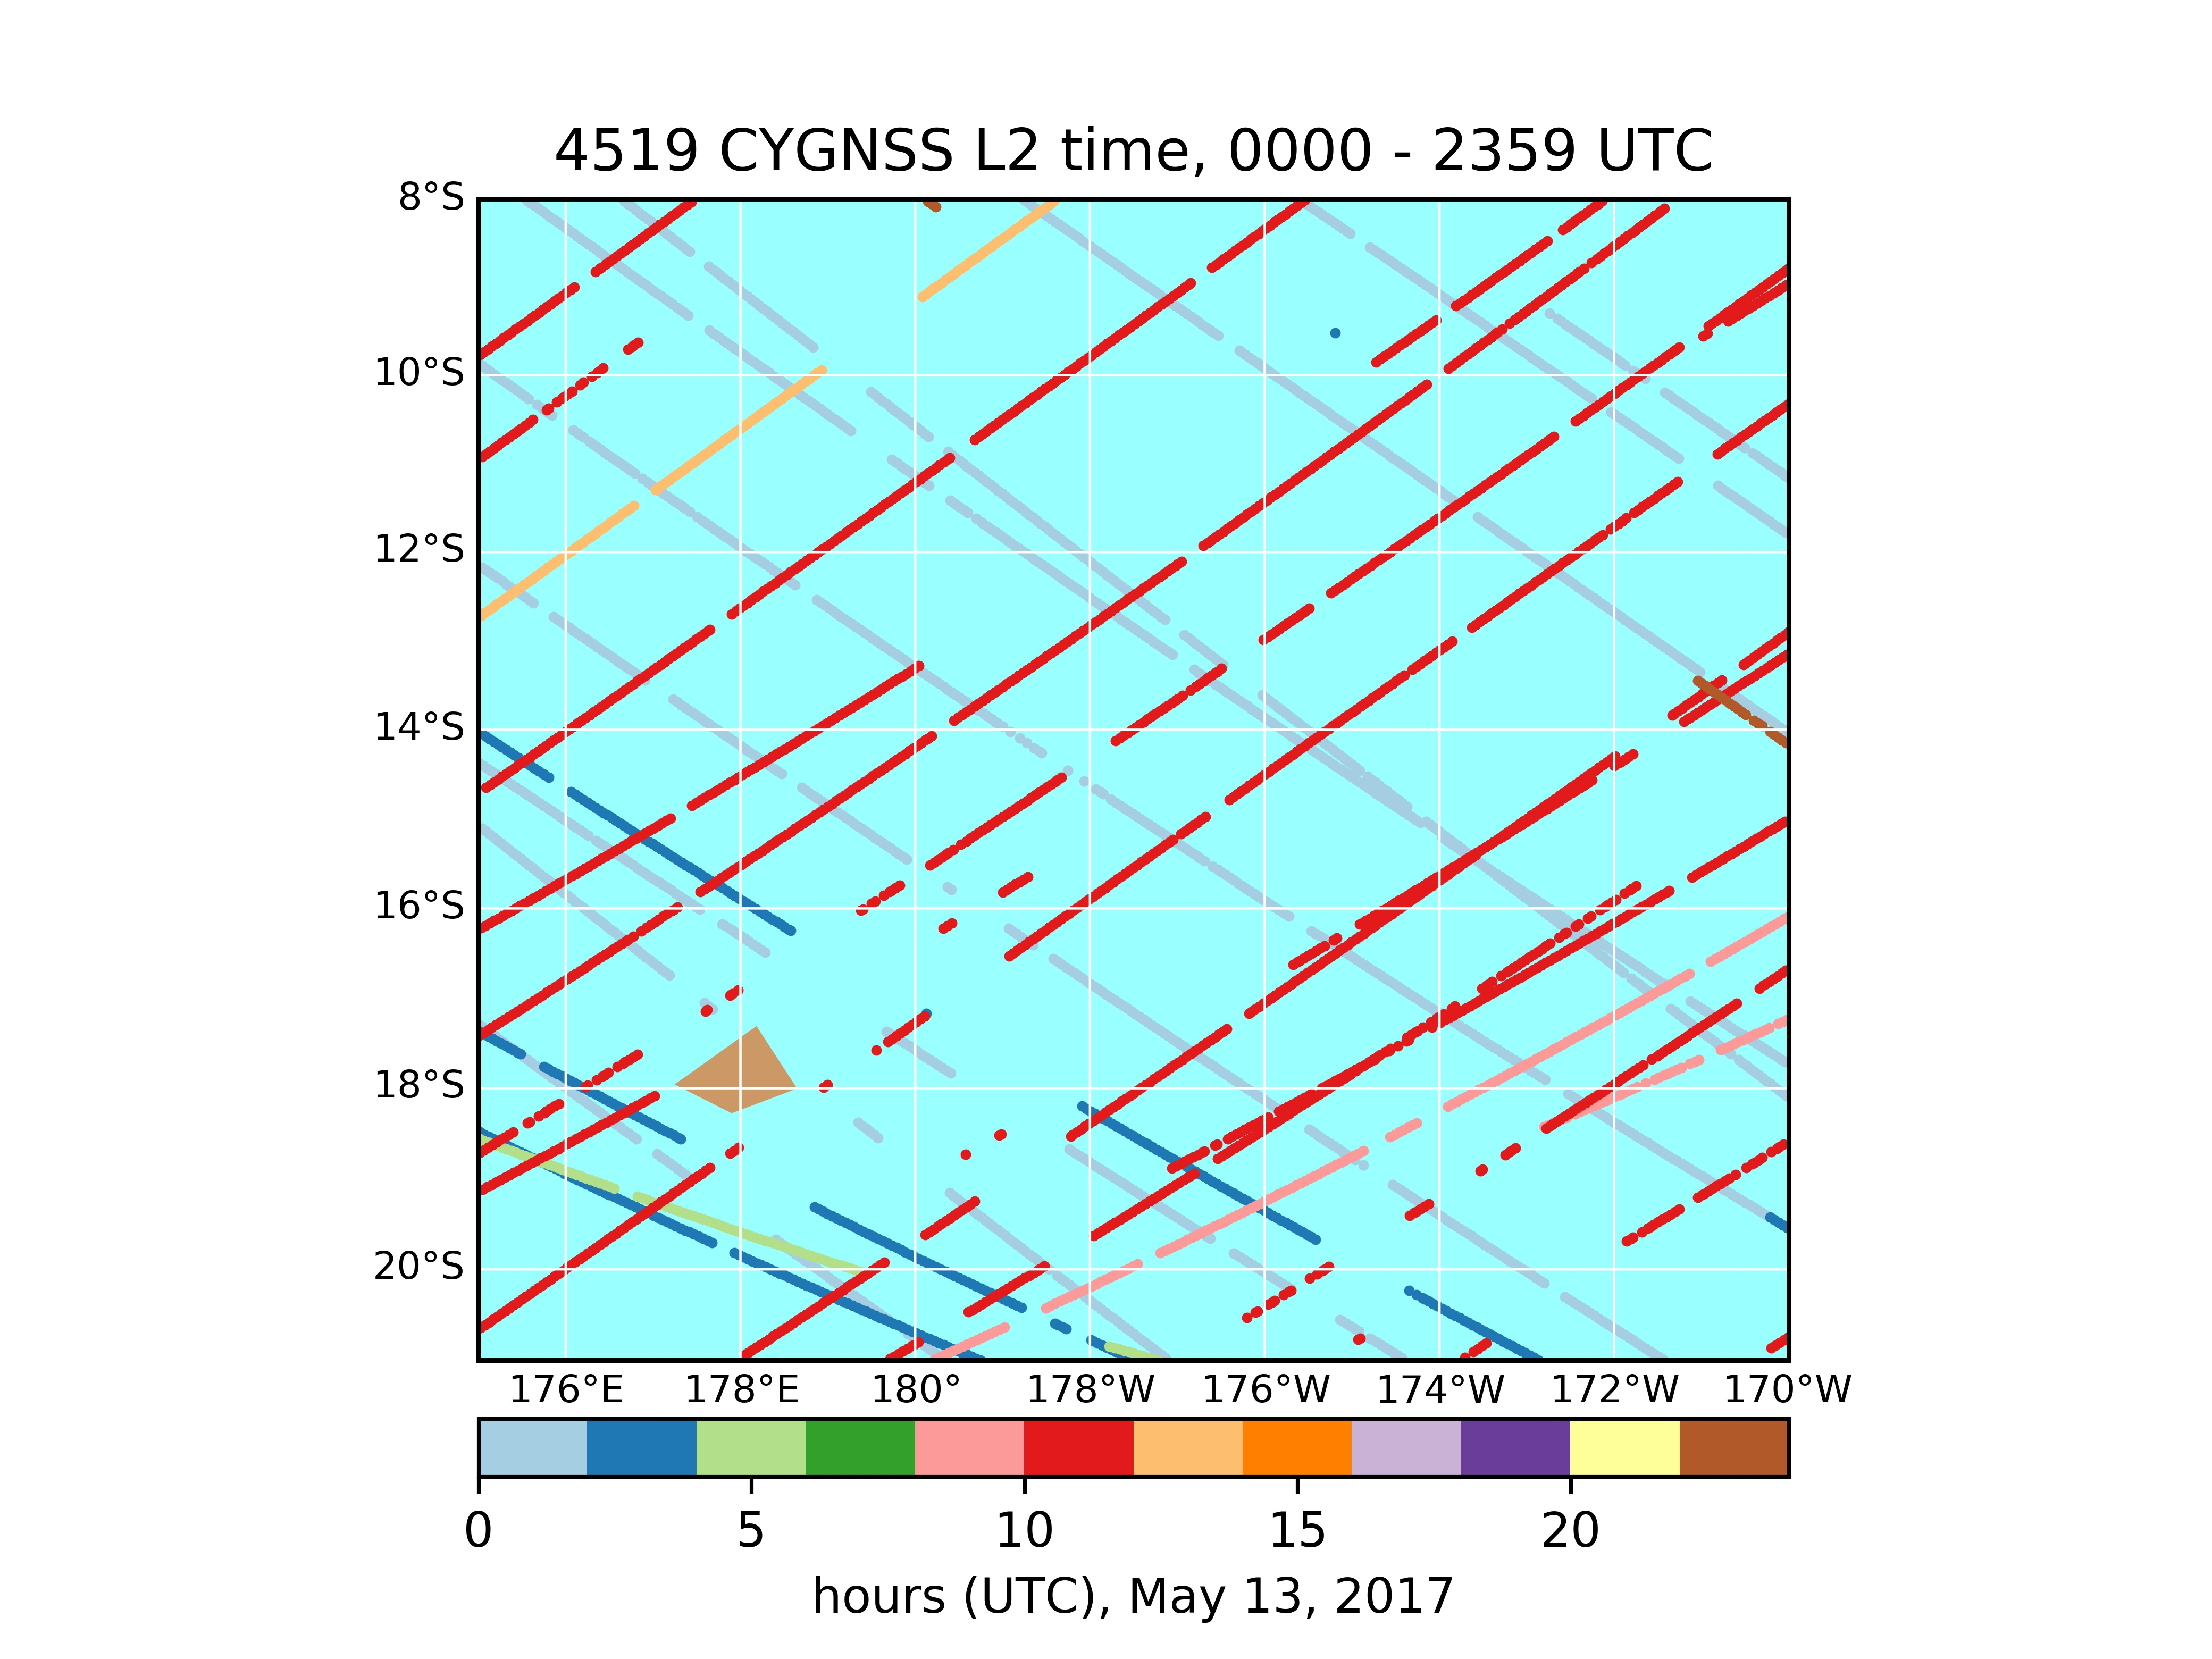 4519 CYGNSS L2 time, 0000 - 2359 UTC
8°S
10°S
12°S
14°S
16°S
18°S
20°S
176°E 178°E 180° 178°W 176°W 174°W 172°W 170°W
0 5 10 15 20
hours (UTC), May 13, 2017